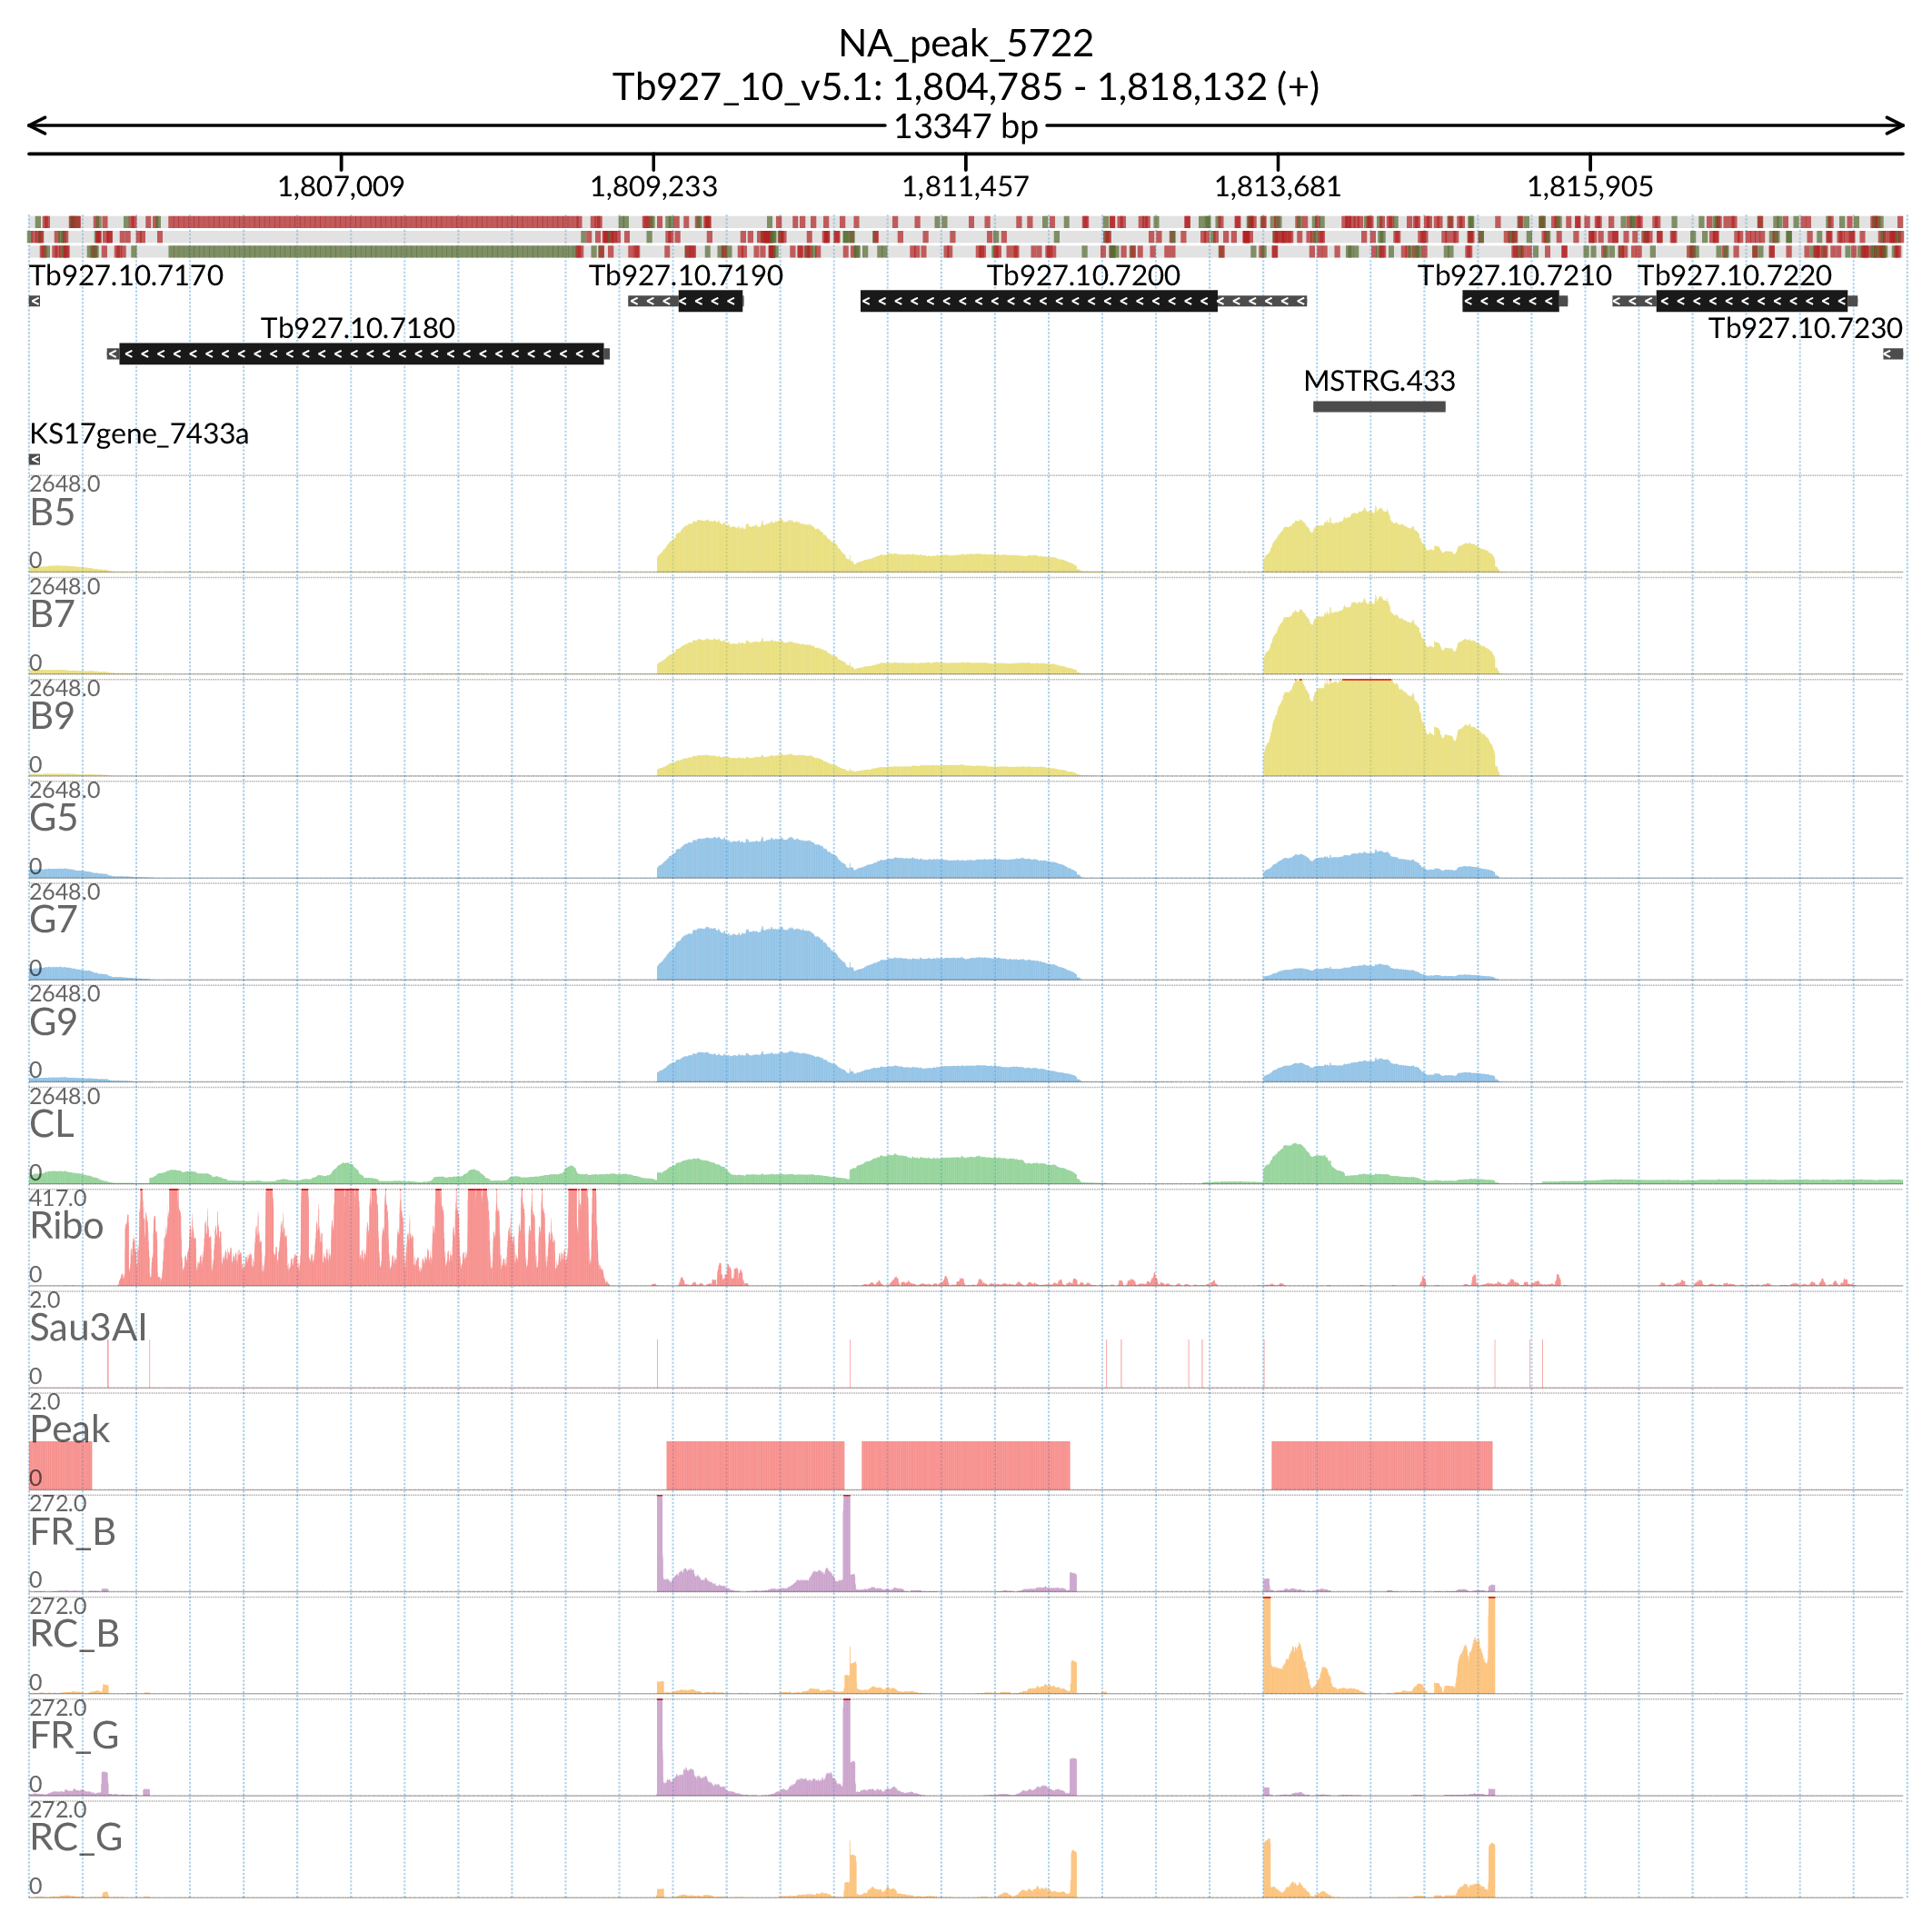 NA_peak_5722
Tb927_10_v5.1: 1,804,785 - 1,818,132 (+)
13347 bp
1,807,009 1,809,233 1,811,457 1,813,681 1,815,905
Tb927.10.7170 Tb927.10.7190 Tb927.10.7200 Tb927.10.7210 Tb927.10.7220
Tb927.10.7180 Tb927.10.7230
MSTRG.433
KS17gene_7433a
2648.0
B5
0
2648.0
B7
0
2648.0
B9
0
2648.0
G5
0
2648.0
G7
0
2648.0
G9
0
2648.0
CL
0
417.0
Ribo
0
2.0
Sau3AI
0
2.0
Peak
0
272.0
FR_B
0
272.0
RC_B
0
272.0
FR_G
0
272.0
RC_G
0